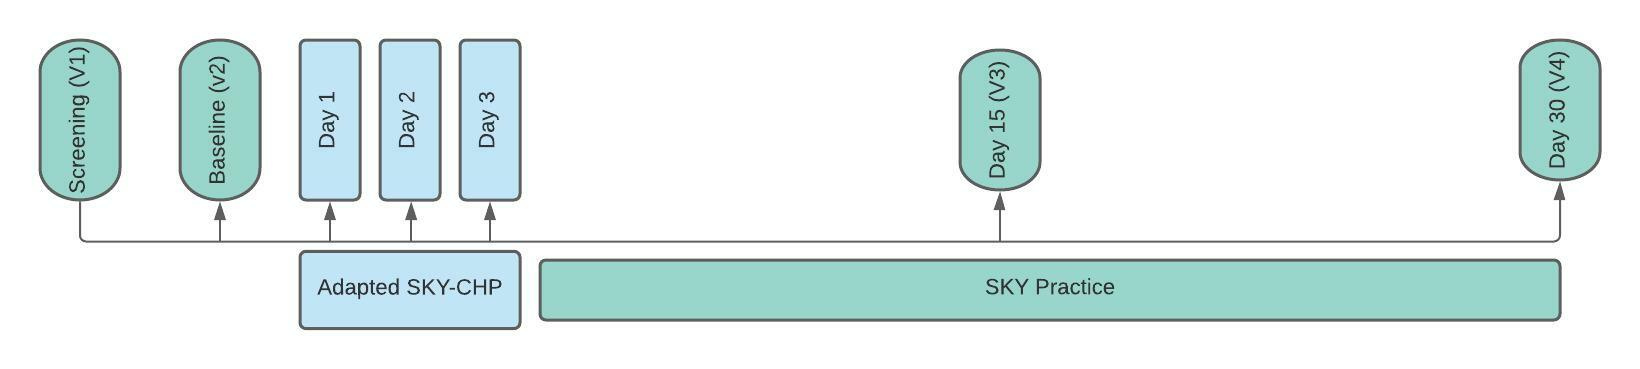 Screening (V1)
Baseline (v2)
Day 1
Day 2
Day 3
Day 15 (V3)
Day 30 (V4)
Adapted SKY-CHP
SKY Practice